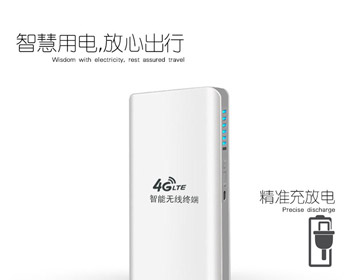 智慧用电,放心出行
Wisdom with electricity, rest assured travel
4G LTE
智能无线终端
精准充放电
Precise discharge